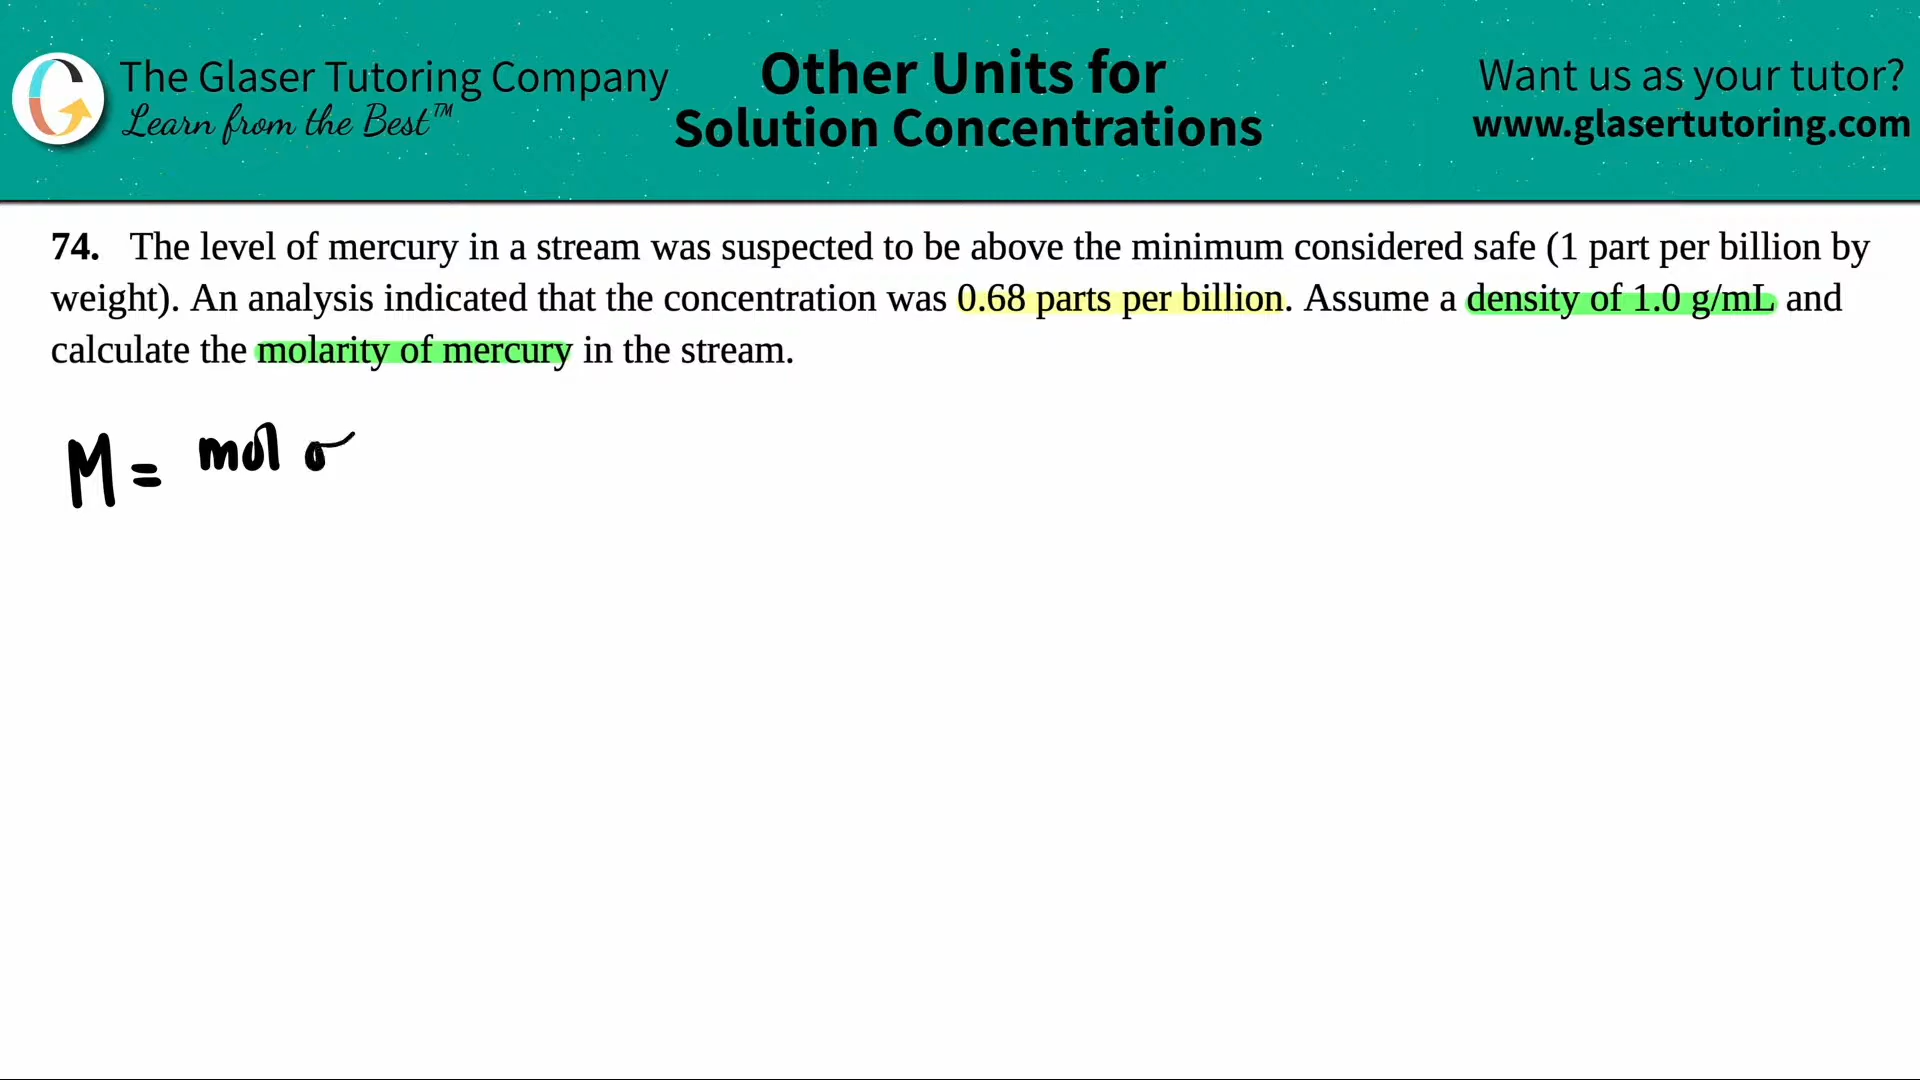 The Glaser Tutoring Company
Learn from the Best™
Other Units for
Solution Concentrations
Want us as your tutor?
www.glasertutoring.com
74. The level of mercury in a stream was suspected to be above the minimum considered safe (1 part per billion by
weight). An analysis indicated that the concentration was 0.68 parts per billion. Assume a density of 1.0 g/mL and
calculate the molarity of mercury in the stream.
M = mol o